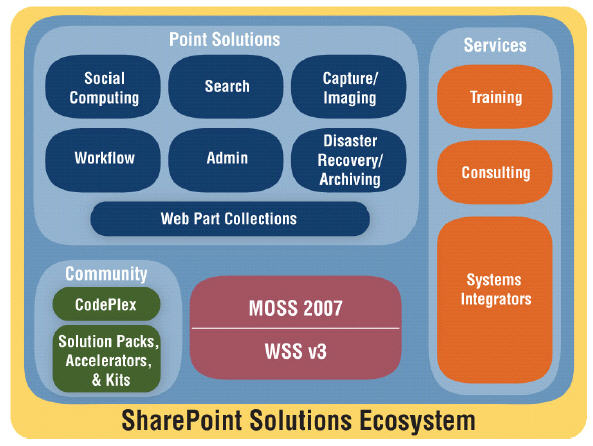 Point Solutions
Social
Computing
Search
Capture/
Imaging
Workflow
Admin
Disaster
Recovery/
Archiving
Web Part Collections
Services
Training
Consulting
Systems
Integrators
Community
CodePlex
Solution Packs,
Accelerators,
& Kits
MOSS 2007
WSS v3
SharePoint Solutions Ecosystem